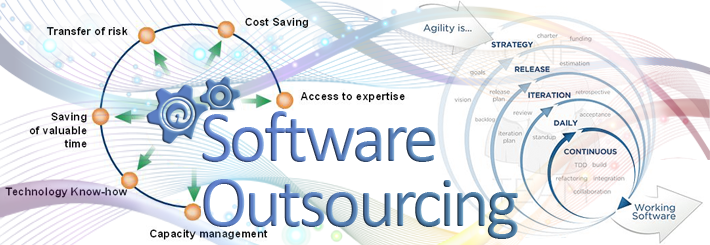 Transfer of risk
Cost Saving
Access to expertise
Saving
of valuable
time
Technology Know-how
Capacity management
Software
Outsourcing
Agility is...
STRATEGY
charter
funding
goals
estimation
RELEASE
vision
release
plan
retrospective
ITERATION
backlog
review
acceptance
DAILY
iteration
plan
standup
CONTINUOUS
TDD
build
refactoring
integration
collaboration
Working
Software